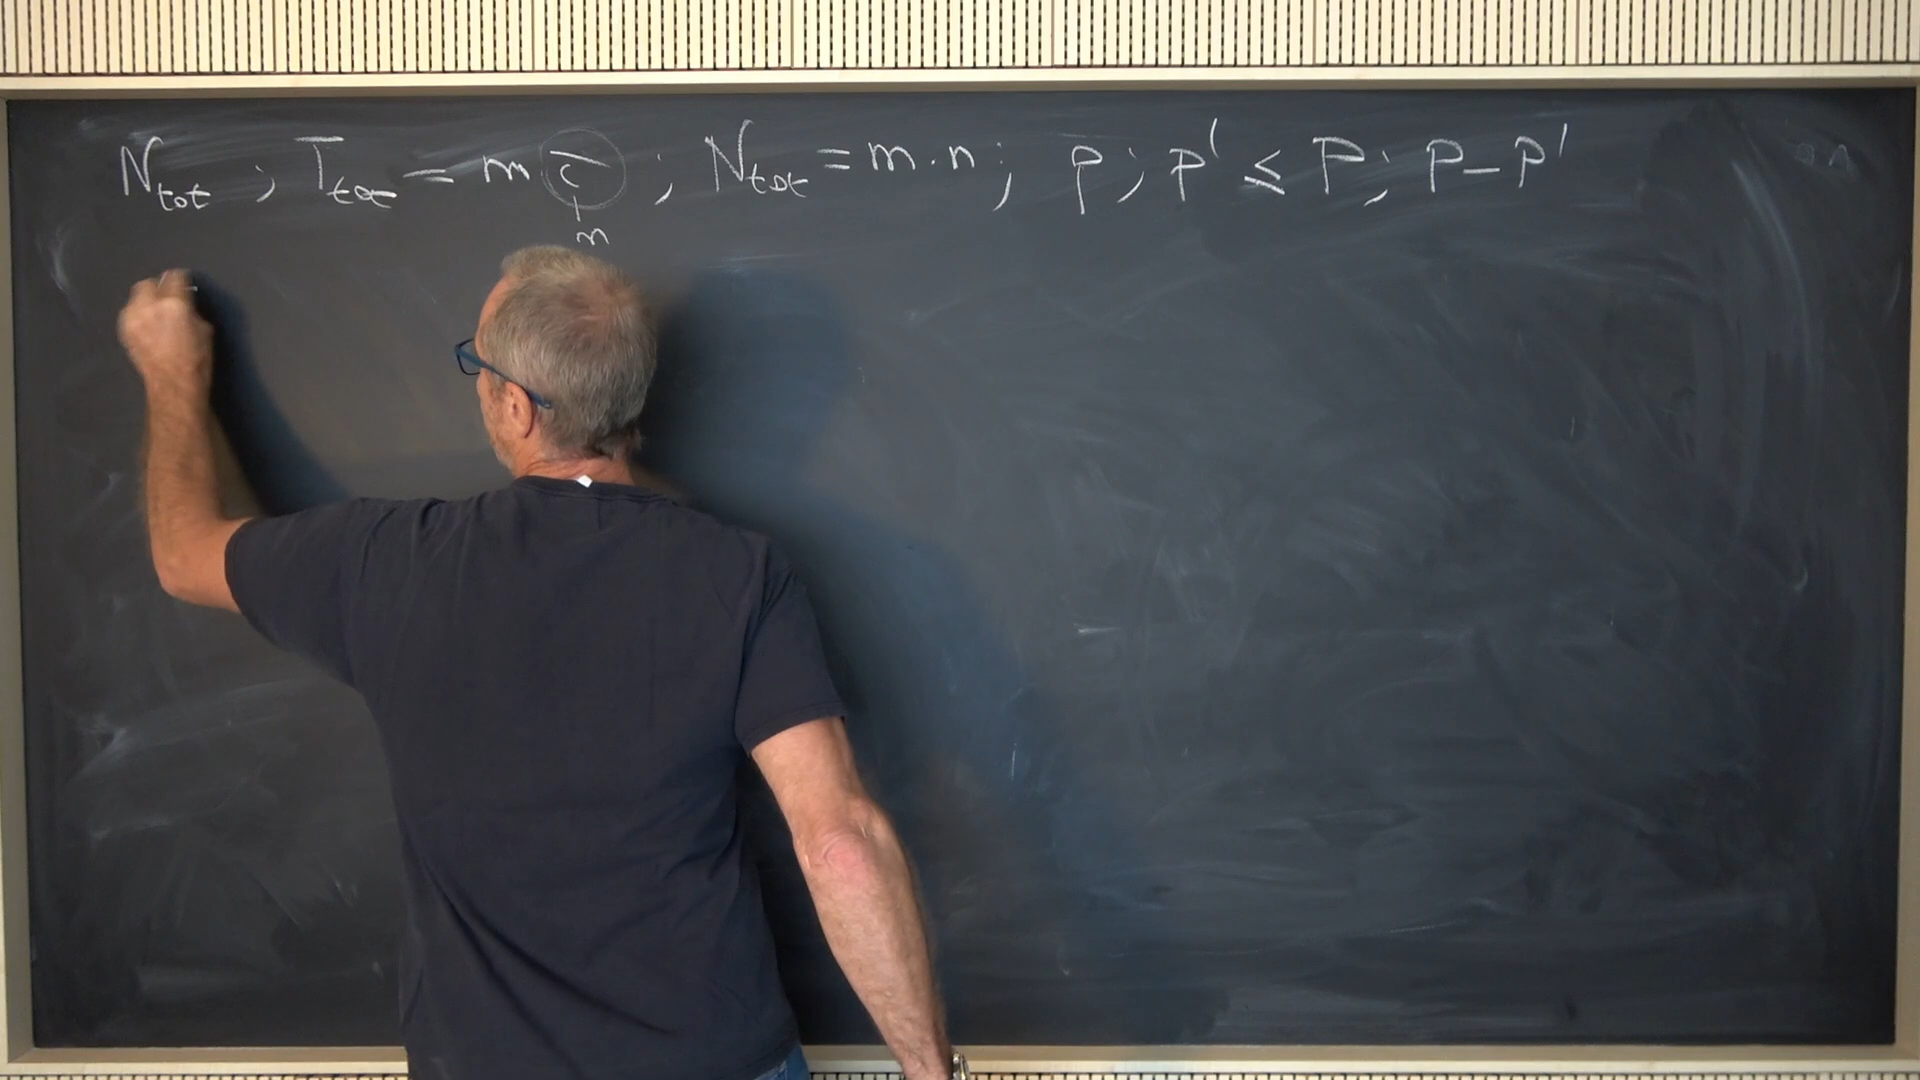 N_tot ; T_tot = m τ ; N_tot = m · n ; P ; P' ≤ P ; P - P'
m